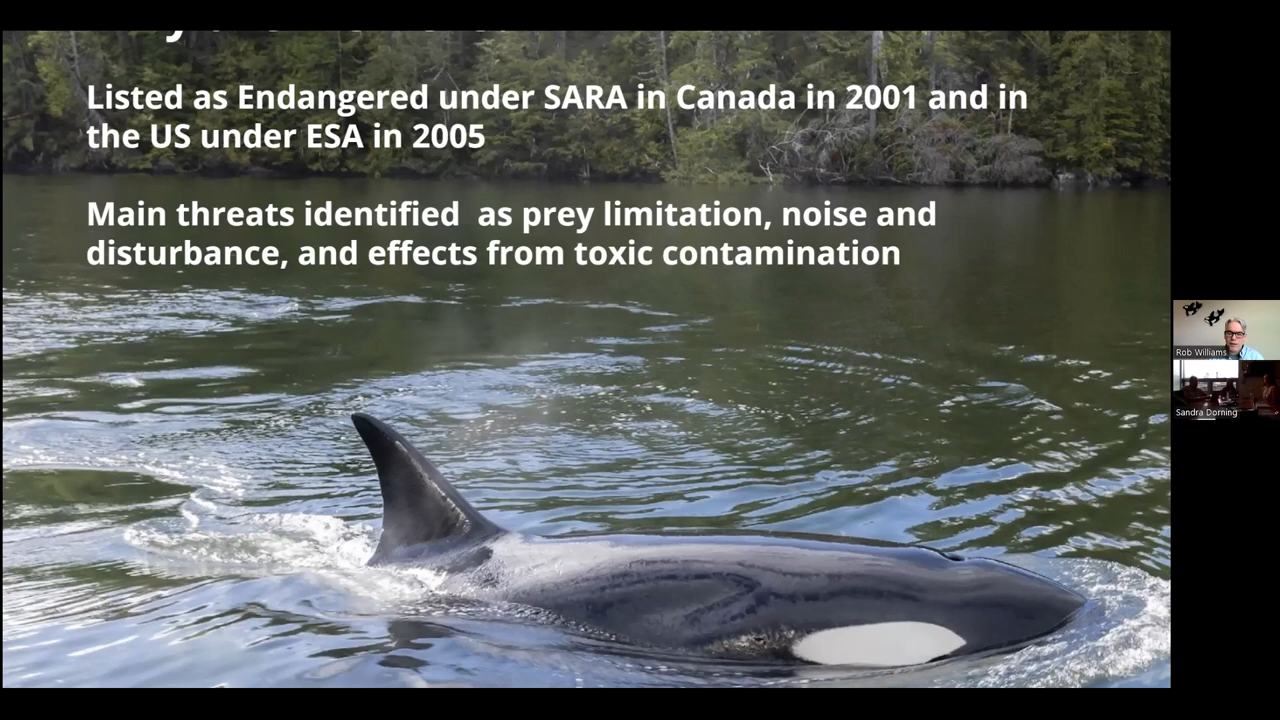 Listed as Endangered under SARA in Canada in 2001 and in
the US under ESA in 2005
Main threats identified  as prey limitation, noise and
disturbance, and effects from toxic contamination
Rob Williams
Sandra Dorning